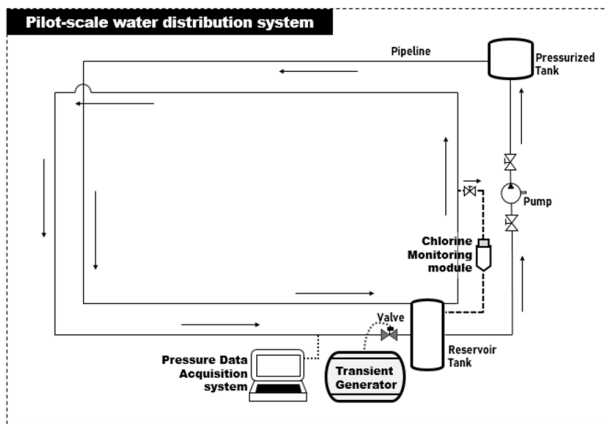 Pilot-scale water distribution system
Pipeline
Pressurized
Tank
Pump
Chlorine
Monitoring
module
Valve
Reservoir
Tank
Pressure Data
Acquisition
system
Transient
Generator